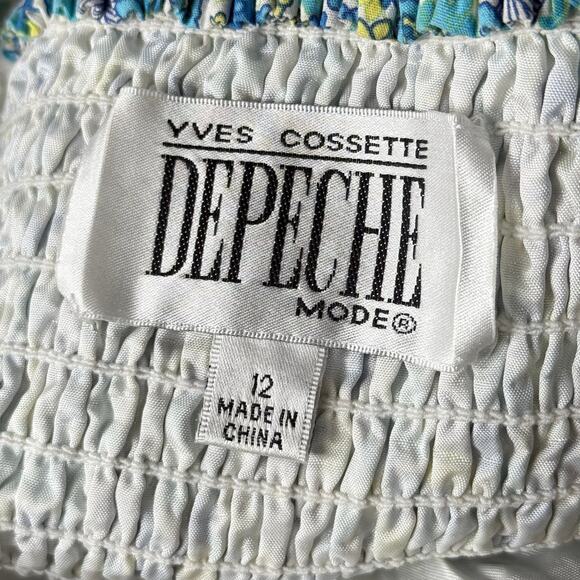 YVES COSSETTE
DEPECHE
MODE®
12
MADE IN
CHINA